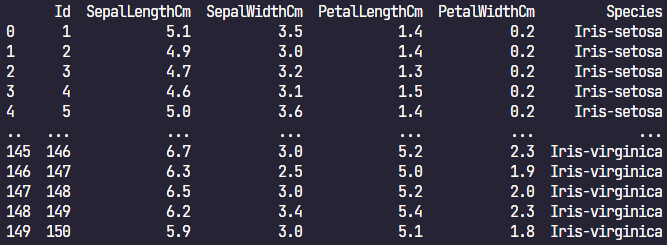 Id SepalLengthCm SepalWidthCm PetalLengthCm PetalWidthCm Species
0 1 5.1 3.5 1.4 0.2 Iris-setosa
1 2 4.9 3.0 1.4 0.2 Iris-setosa
2 3 4.7 3.2 1.3 0.2 Iris-setosa
3 4 4.6 3.1 1.5 0.2 Iris-setosa
4 5 5.0 3.6 1.4 0.2 Iris-setosa
.. ... ... ... ... ... ...
145 146 6.7 3.0 5.2 2.3 Iris-virginica
146 147 6.3 2.5 5.0 1.9 Iris-virginica
147 148 6.5 3.0 5.2 2.0 Iris-virginica
148 149 6.2 3.4 5.4 2.3 Iris-virginica
149 150 5.9 3.0 5.1 1.8 Iris-virginica